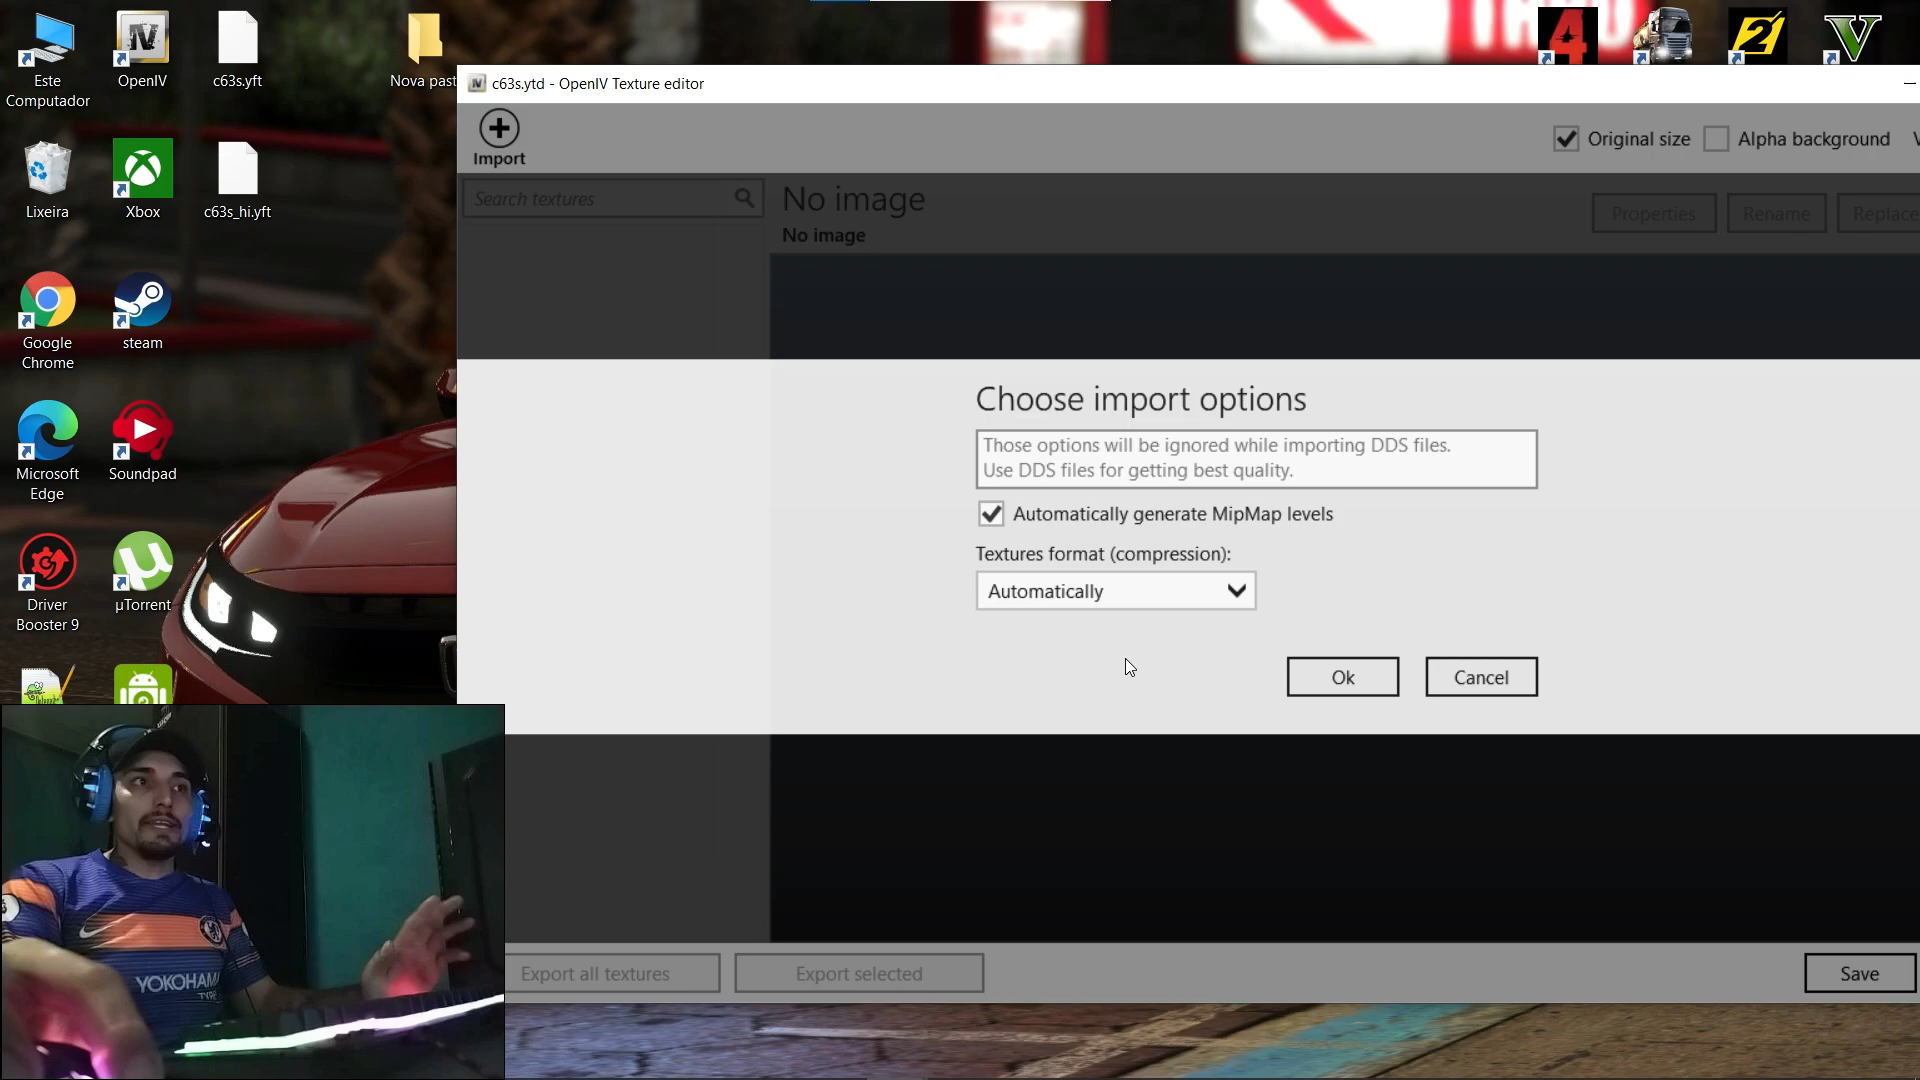 Este
Computador
OpenIV
c63s.yft
Nova past
Lixeira
Xbox
c63s_hi.yft
Google
Chrome
steam
Microsoft
Edge
Soundpad
Driver
Booster 9
µTorrent
c63s.ytd - OpenIV Texture editor
Import
Original size
Alpha background
Search textures
No image
No image
Properties
Rename
Replace
Choose import options
Those options will be ignored while importing DDS files.
Use DDS files for getting best quality.
Automatically generate MipMap levels
Textures format (compression):
Automatically
Ok
Cancel
Export all textures
Export selected
Save
4
2
V
YOKOHAMA